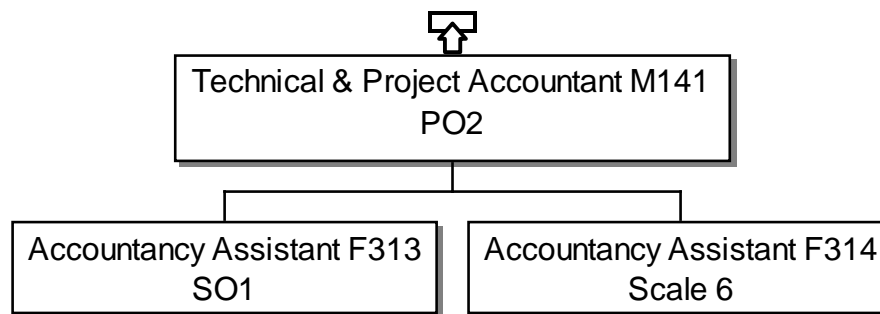 Technical & Project Accountant M141
PO2
Accountancy Assistant F313
SO1
Accountancy Assistant F314
Scale 6